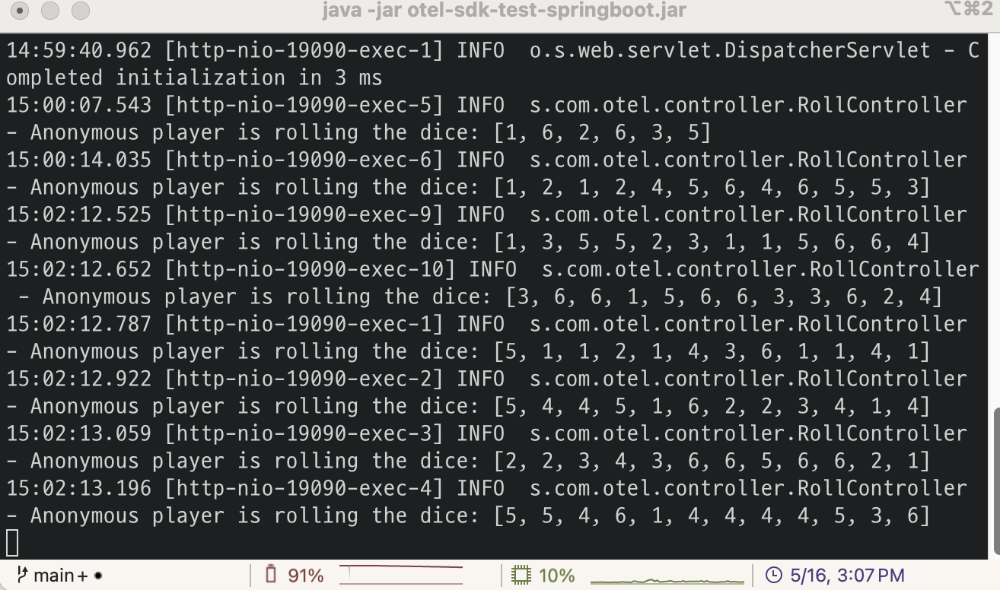 java -jar otel-sdk-test-springboot.jar
⌥⌘2
14:59:40.962 [http-nio-19090-exec-1] INFO  o.s.web.servlet.DispatcherServlet - C
ompleted initialization in 3 ms
15:00:07.543 [http-nio-19090-exec-5] INFO  s.com.otel.controller.RollController
- Anonymous player is rolling the dice: [1, 6, 2, 6, 3, 5]
15:00:14.035 [http-nio-19090-exec-6] INFO  s.com.otel.controller.RollController
- Anonymous player is rolling the dice: [1, 2, 1, 2, 4, 5, 6, 4, 6, 5, 5, 3]
15:02:12.525 [http-nio-19090-exec-9] INFO  s.com.otel.controller.RollController
- Anonymous player is rolling the dice: [1, 3, 5, 5, 2, 3, 1, 1, 5, 6, 6, 4]
15:02:12.652 [http-nio-19090-exec-10] INFO  s.com.otel.controller.RollController
 - Anonymous player is rolling the dice: [3, 6, 6, 1, 5, 6, 6, 3, 3, 6, 2, 4]
15:02:12.787 [http-nio-19090-exec-1] INFO  s.com.otel.controller.RollController
- Anonymous player is rolling the dice: [5, 1, 1, 2, 1, 4, 3, 6, 1, 1, 4, 1]
15:02:12.922 [http-nio-19090-exec-2] INFO  s.com.otel.controller.RollController
- Anonymous player is rolling the dice: [5, 4, 4, 5, 1, 6, 2, 2, 3, 4, 1, 4]
15:02:13.059 [http-nio-19090-exec-3] INFO  s.com.otel.controller.RollController
- Anonymous player is rolling the dice: [2, 2, 3, 4, 3, 6, 6, 5, 6, 6, 2, 1]
15:02:13.196 [http-nio-19090-exec-4] INFO  s.com.otel.controller.RollController
- Anonymous player is rolling the dice: [5, 5, 4, 6, 1, 4, 4, 4, 4, 5, 3, 6]
main+ ●
91%
10%
5/16, 3:07 PM